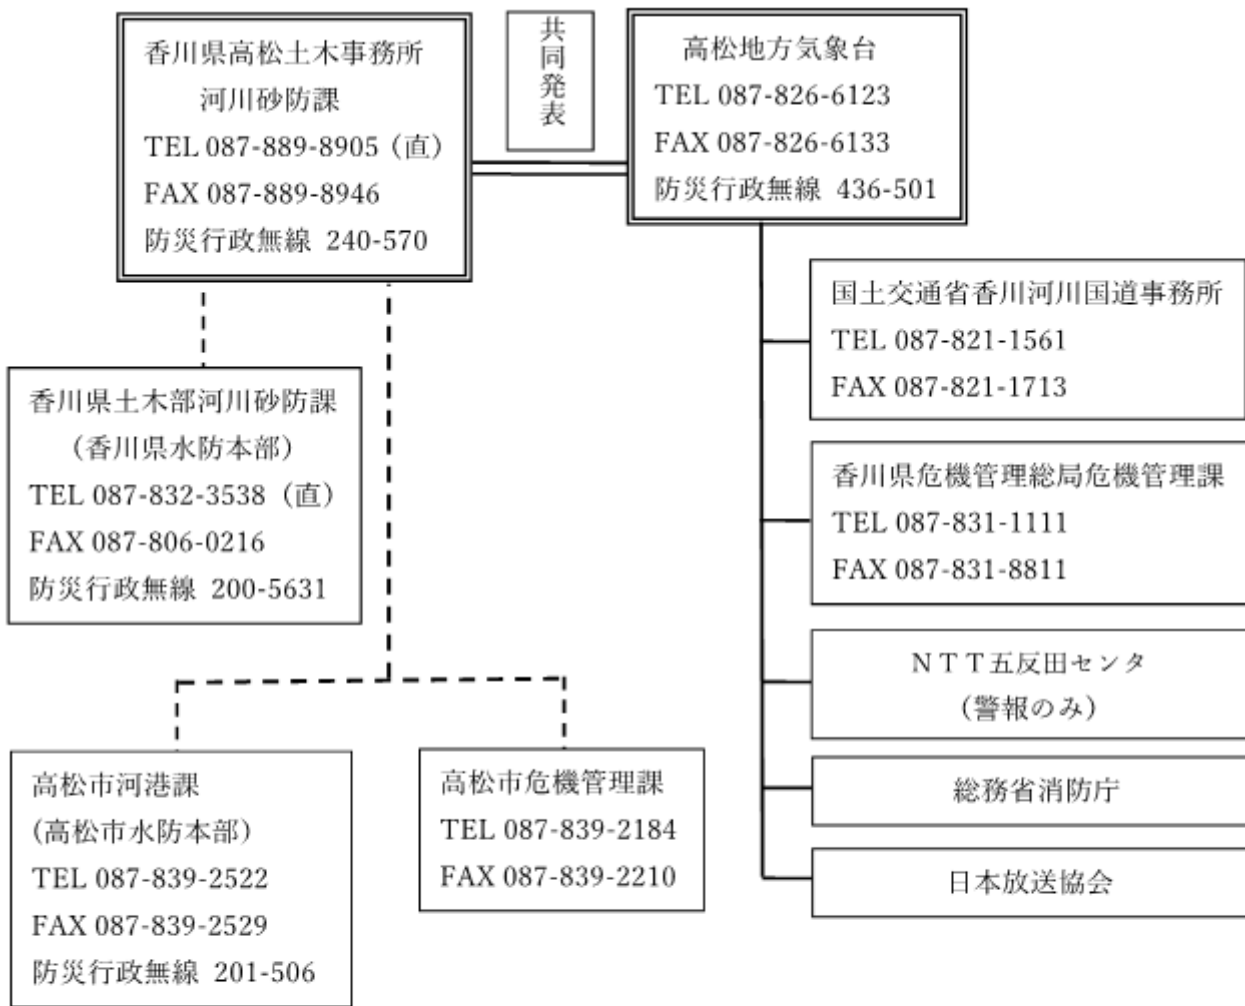 香川県高松土木事務所
河川砂防課
TEL 087-889-8905（直）
FAX 087-889-8946
防災行政無線 240-570
共同発表
高松地方気象台
TEL 087-826-6123
FAX 087-826-6133
防災行政無線 436-501
国土交通省香川河川国道事務所
TEL 087-821-1561
FAX 087-821-1713
香川県土木部河川砂防課
（香川県水防本部）
TEL 087-832-3538（直）
FAX 087-806-0216
防災行政無線 200-5631
香川県危機管理総局危機管理課
TEL 087-831-1111
FAX 087-831-8811
ＮＴＴ五反田センタ
（警報のみ）
総務省消防庁
日本放送協会
高松市河港課
(高松市水防本部）
TEL 087-839-2522
FAX 087-839-2529
防災行政無線 201-506
高松市危機管理課
TEL 087-839-2184
FAX 087-839-2210